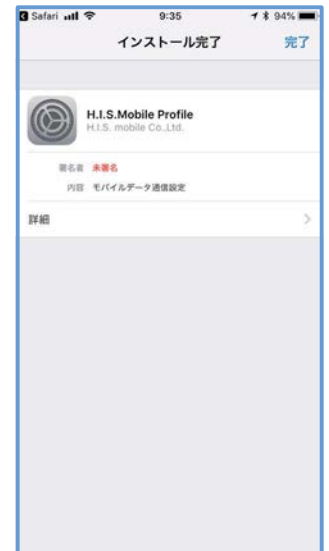 Safari 9:35 94%
インストール完了 完了
H.I.S.Mobile Profile
H.I.S. mobile Co.,Ltd.
署名者 未署名
内容 モバイルデータ通信設定
詳細